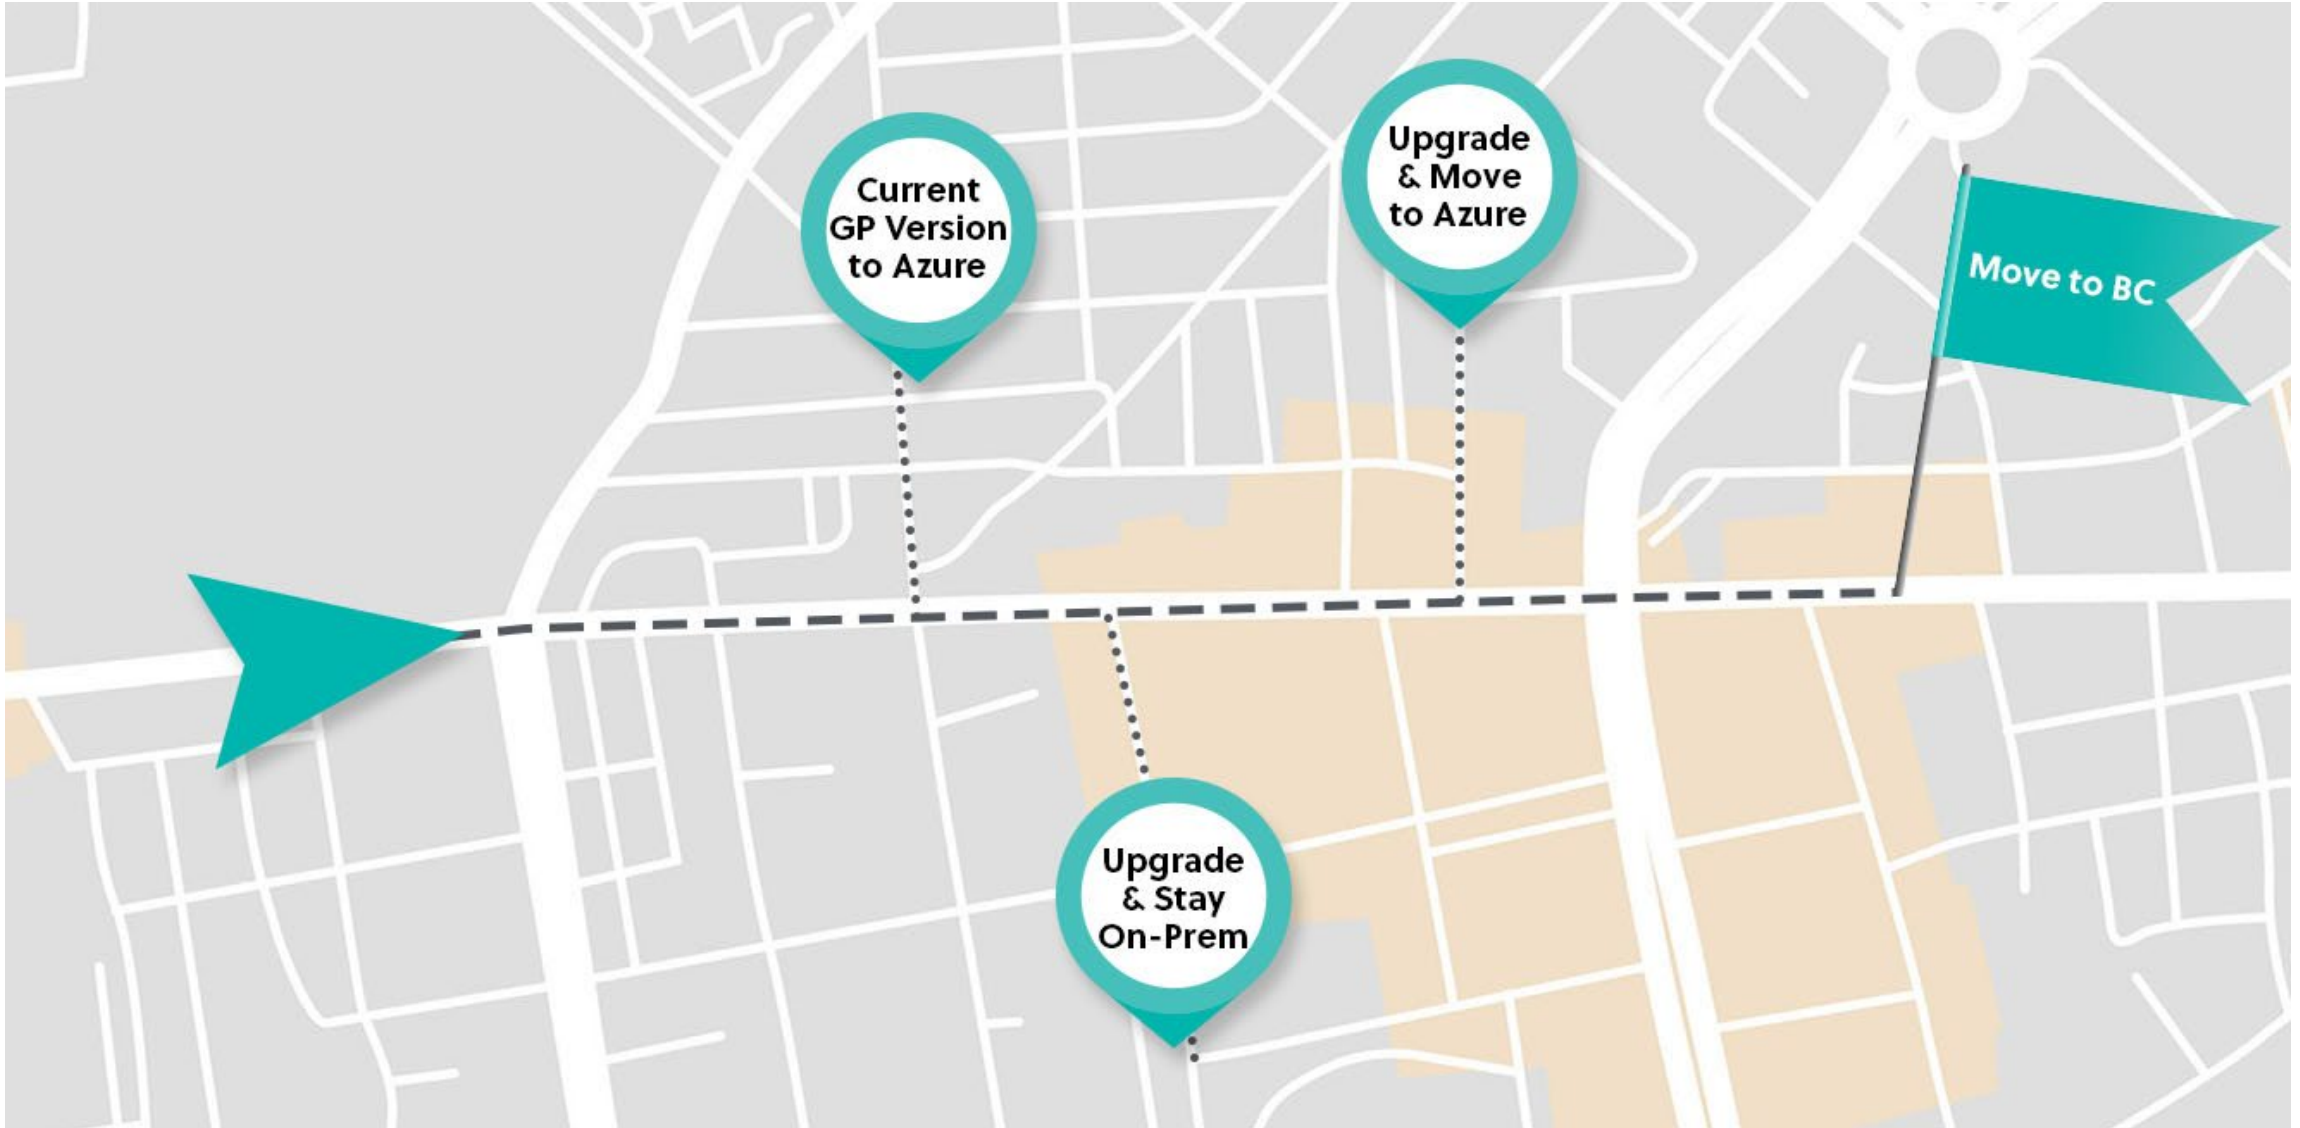 Current
GP Version
to Azure
Upgrade
& Move
to Azure
Move to BC
Upgrade
& Stay
On-Prem